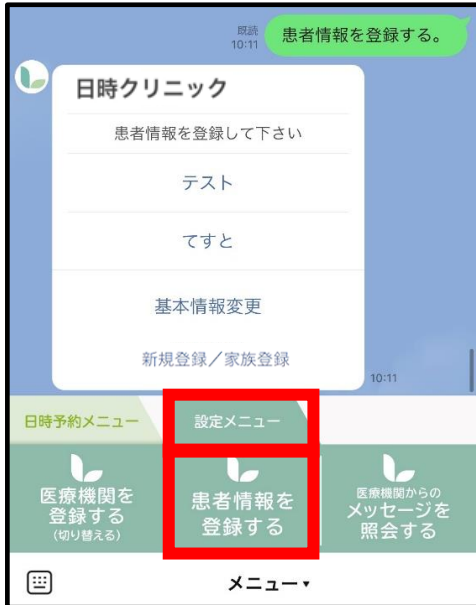 既読
10:11
患者情報を登録する。
日時クリニック
患者情報を登録して下さい
テスト
てすと
基本情報変更
新規登録／家族登録
10:11
日時予約メニュー
設定メニュー
医療機関を
登録する
(切り替える)
患者情報を
登録する
医療機関からの
メッセージを
照会する
メニュー▼